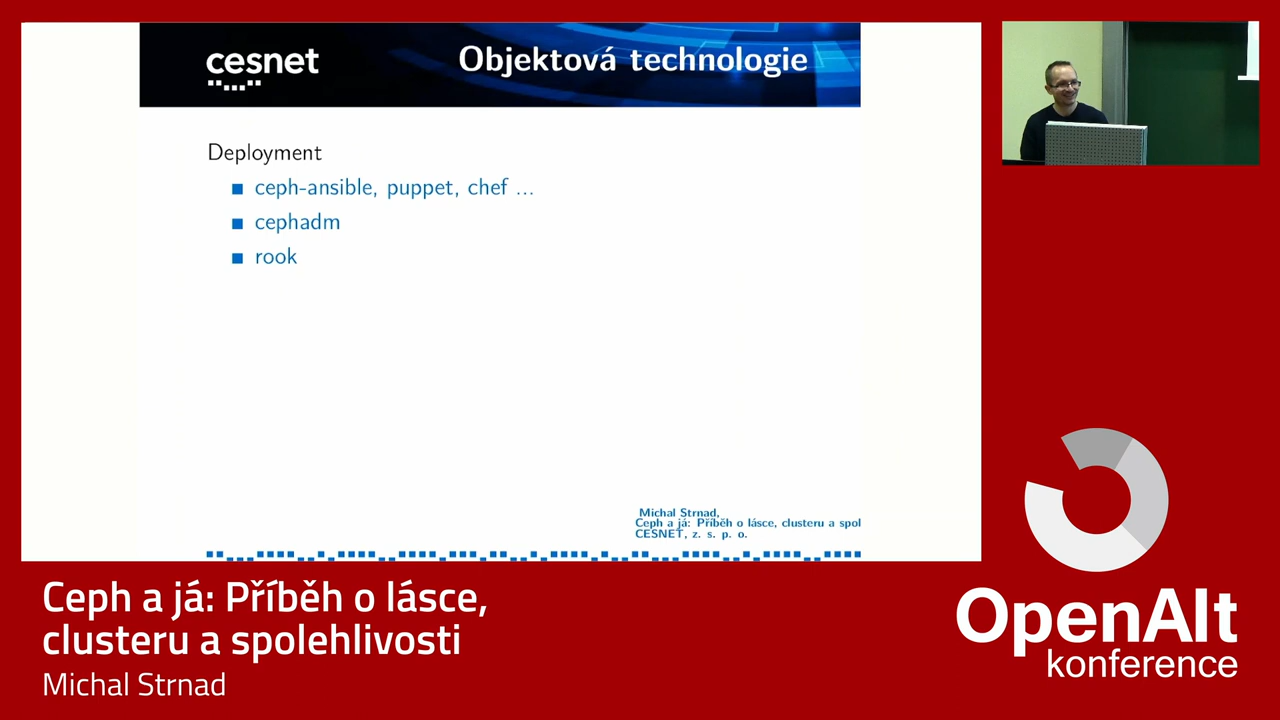 cesnet
Objektová technologie
Deployment
ceph-ansible, puppet, chef ...
cephadm
rook
Michal Strnad,
Ceph a já: Příběh o lásce, clusteru a spol
CESNET, z. s. p. o.
Ceph a já: Příběh o lásce,
clusteru a spolehlivosti
Michal Strnad
OpenAlt
konference